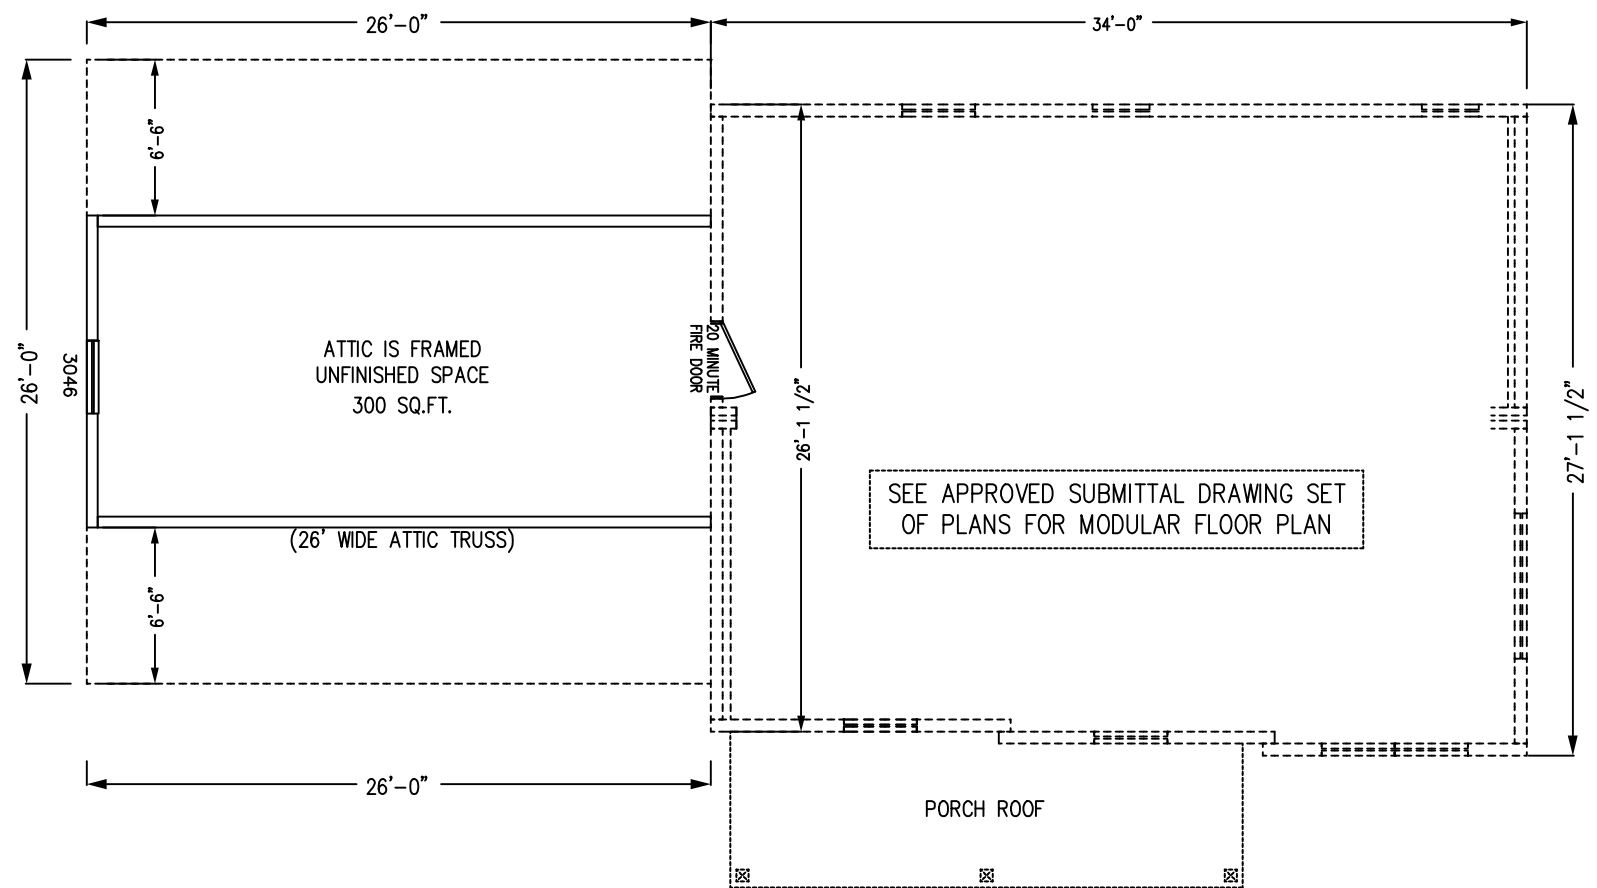 26'-0"
34'-0"
6'-6"
26'-0"
3046
ATTIC IS FRAMED
UNFINISHED SPACE
300 SQ.FT.
20 MINUTE
FIRE DOOR
26'-1 1/2"
27'-1 1/2"
SEE APPROVED SUBMITTAL DRAWING SET
OF PLANS FOR MODULAR FLOOR PLAN
(26' WIDE ATTIC TRUSS)
6'-6"
26'-0"
PORCH ROOF